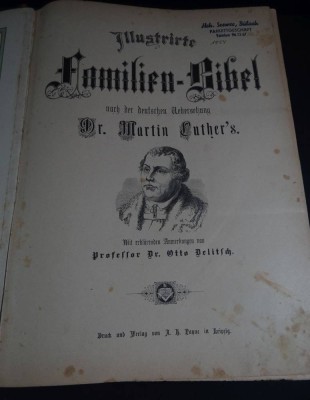 Illustrirte
Familien-Bibel
nach der deutschen Uebersetzung
Dr. Martin Luther's.
Mit erklärenden Anmerkungen von
Professor Dr. Otto Delitsch.
Druck und Verlag von A. H. Payne in Leipzig.